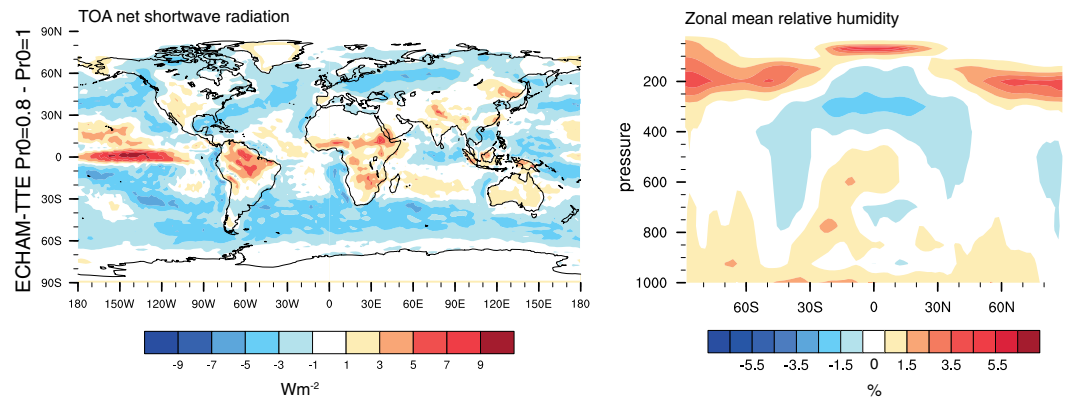 TOA net shortwave radiation
ECHAM-TTE Pr0=0.8 - Pr0=1
90N
60N
30N
0
30S
60S
90S
180 150W 120W 90W 60W 30W 0 30E 60E 90E 120E 150E 180
-9 -7 -5 -3 -1 1 3 5 7 9
Wm-2
Zonal mean relative humidity
pressure
200
400
600
800
1000
60S 30S 0 30N 60N
-5.5 -3.5 -1.5 0 1.5 3.5 5.5
%